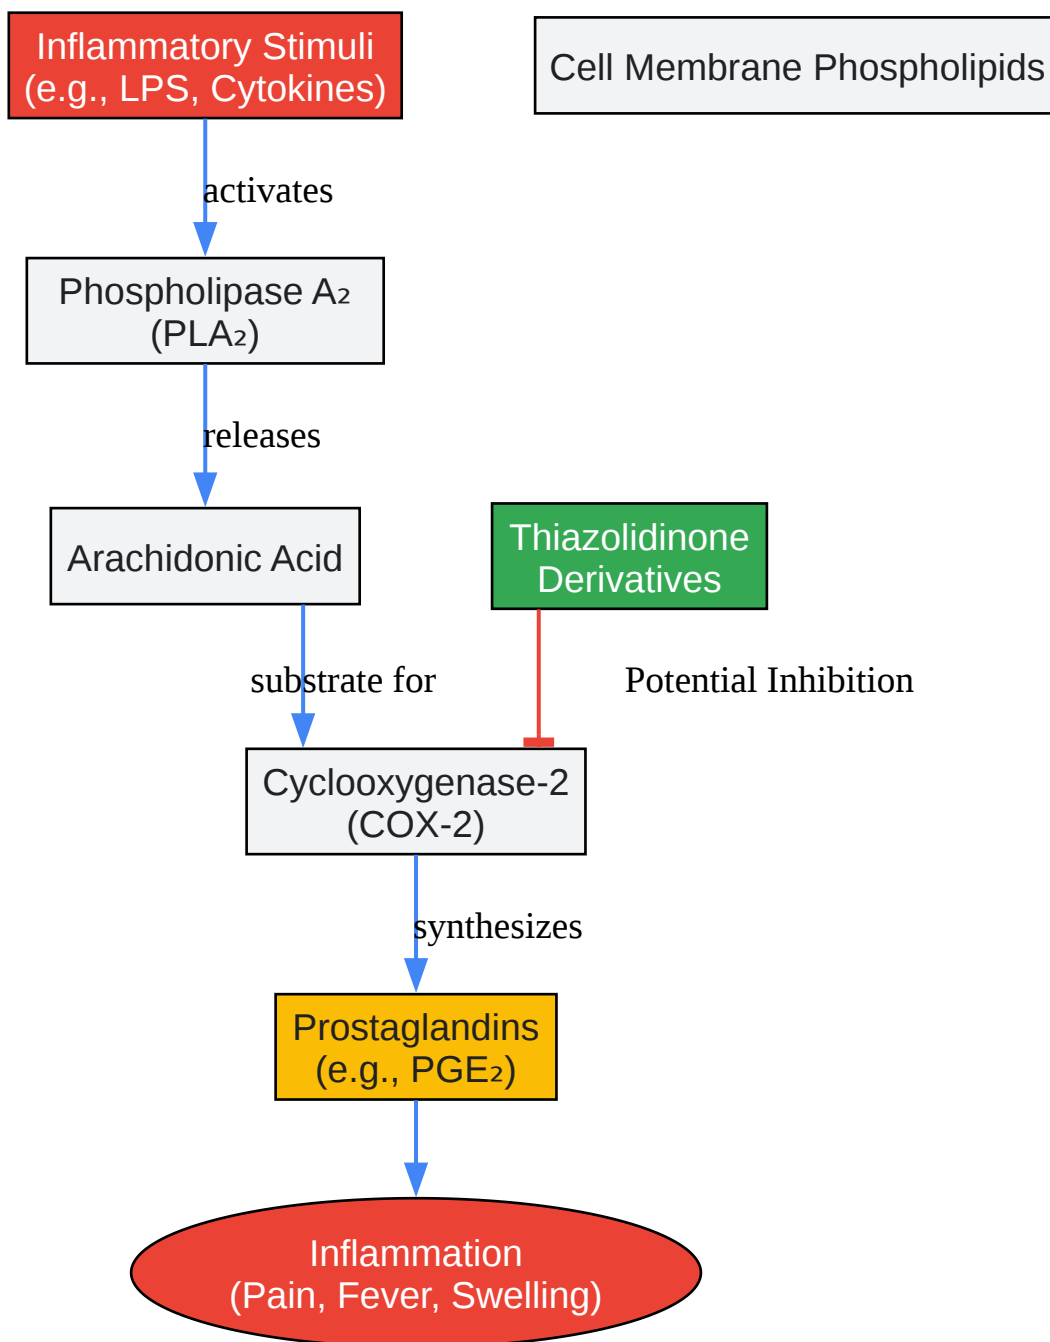 Inflammatory Stimuli
(e.g., LPS, Cytokines)
Cell Membrane Phospholipids
activates
Phospholipase A₂
(PLA₂)
releases
Arachidonic Acid
Thiazolidinone
Derivatives
substrate for
Potential Inhibition
Cyclooxygenase-2
(COX-2)
synthesizes
Prostaglandins
(e.g., PGE₂)
Inflammation
(Pain, Fever, Swelling)